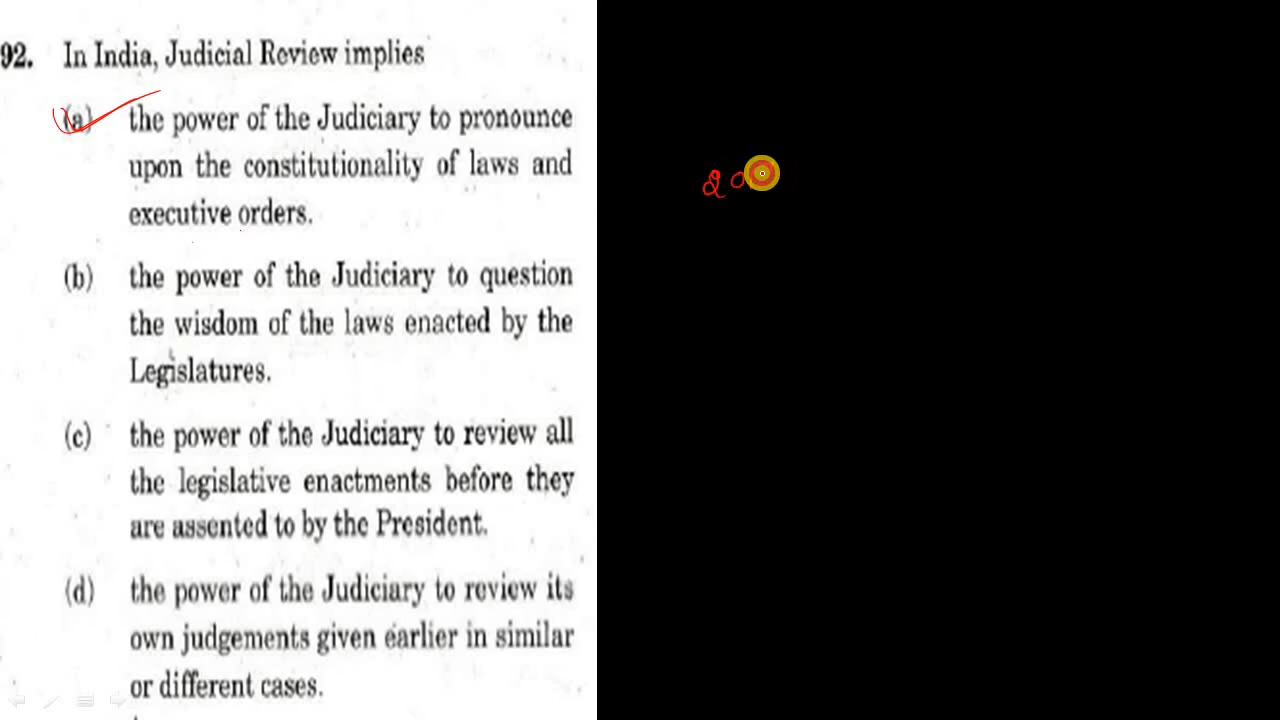 92. In India, Judicial Review implies
(a) the power of the Judiciary to pronounce
upon the constitutionality of laws and
executive orders.
(b) the power of the Judiciary to question
the wisdom of the laws enacted by the
Legislatures.
(c) the power of the Judiciary to review all
the legislative enactments before they
are assented to by the President.
(d) the power of the Judiciary to review its
own judgements given earlier in similar
or different cases.